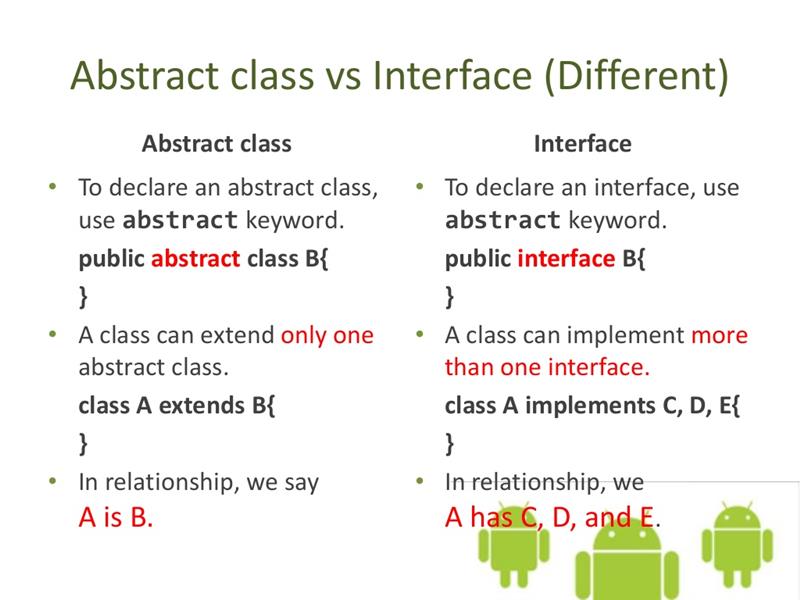 Abstract class vs Interface (Different)
Abstract class
• To declare an abstract class,
use abstract keyword.
public abstract class B{
}
• A class can extend only one
abstract class.
class A extends B{
}
• In relationship, we say
A is B.
Interface
• To declare an interface, use
abstract keyword.
public interface B{
}
• A class can implement more
than one interface.
class A implements C, D, E{
}
• In relationship, we
A has C, D, and E.